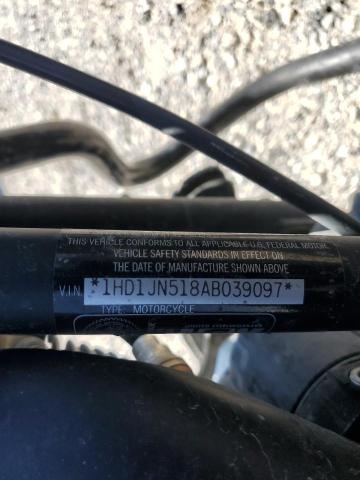 THIS VEHICLE CONFORMS TO ALL APPLICABLE U.S. FEDERAL MOTOR
VEHICLE SAFETY STANDARDS IN EFFECT ON
THE DATE OF MANUFACTURE SHOWN ABOVE
V.I.N. *1HD1JN518AB039097*
TYPE: MOTORCYCLE